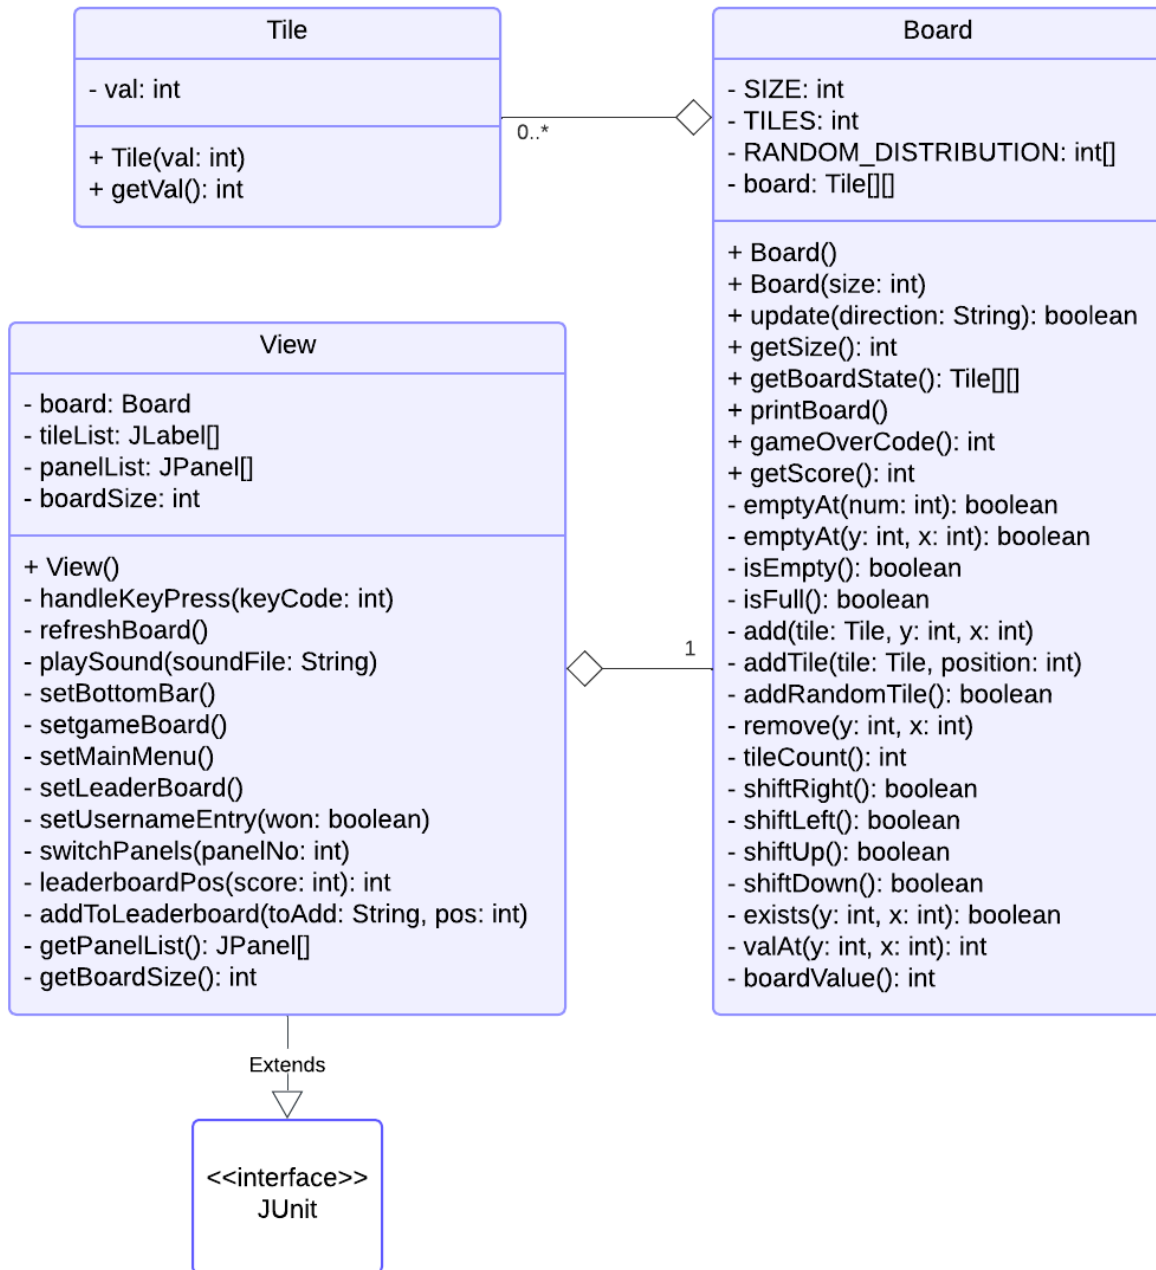 Tile
- val: int
+ Tile(val: int)
+ getVal(): int
0..*
Board
- SIZE: int
- TILES: int
- RANDOM_DISTRIBUTION: int[]
- board: Tile[][]
+ Board()
+ Board(size: int)
+ update(direction: String): boolean
+ getSize(): int
+ getBoardState(): Tile[][]
+ printBoard()
+ gameOverCode(): int
+ getScore(): int
- emptyAt(num: int): boolean
- emptyAt(y: int, x: int): boolean
- isEmpty(): boolean
- isFull(): boolean
- add(tile: Tile, y: int, x: int)
- addTile(tile: Tile, position: int)
- addRandomTile(): boolean
- remove(y: int, x: int)
- tileCount(): int
- shiftRight(): boolean
- shiftLeft(): boolean
- shiftUp(): boolean
- shiftDown(): boolean
- exists(y: int, x: int): boolean
- valAt(y: int, x: int): int
- boardValue(): int
View
- board: Board
- tileList: JLabel[]
- panelList: JPanel[]
- boardSize: int
+ View()
- handleKeyPress(keyCode: int)
- refreshBoard()
- playSound(soundFile: String)
- setBottomBar()
- setgameBoard()
- setMainMenu()
- setLeaderBoard()
- setUsernameEntry(won: boolean)
- switchPanels(panelNo: int)
- leaderboardPos(score: int): int
- addToLeaderboard(toAdd: String, pos: int)
- getPanelList(): JPanel[]
- getBoardSize(): int
1
Extends
<<interface>>
JUnit